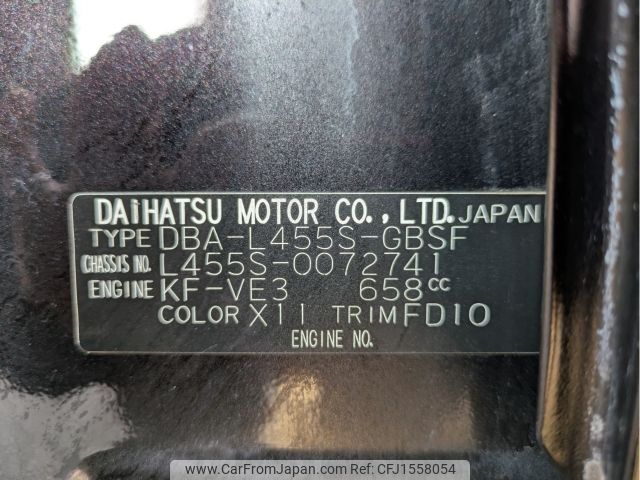 DAiHATSU MOTOR CO., LTD. JAPAN
TYPE DBA-L455S-GBSF
CHASSIS NO. L455S-0072741
ENGINE KF-VE3 658cc
COLOR X11 TRIM FD10
ENGINE NO.
www.CarFromJapan.com | CarFromJapan: CFJ1558054